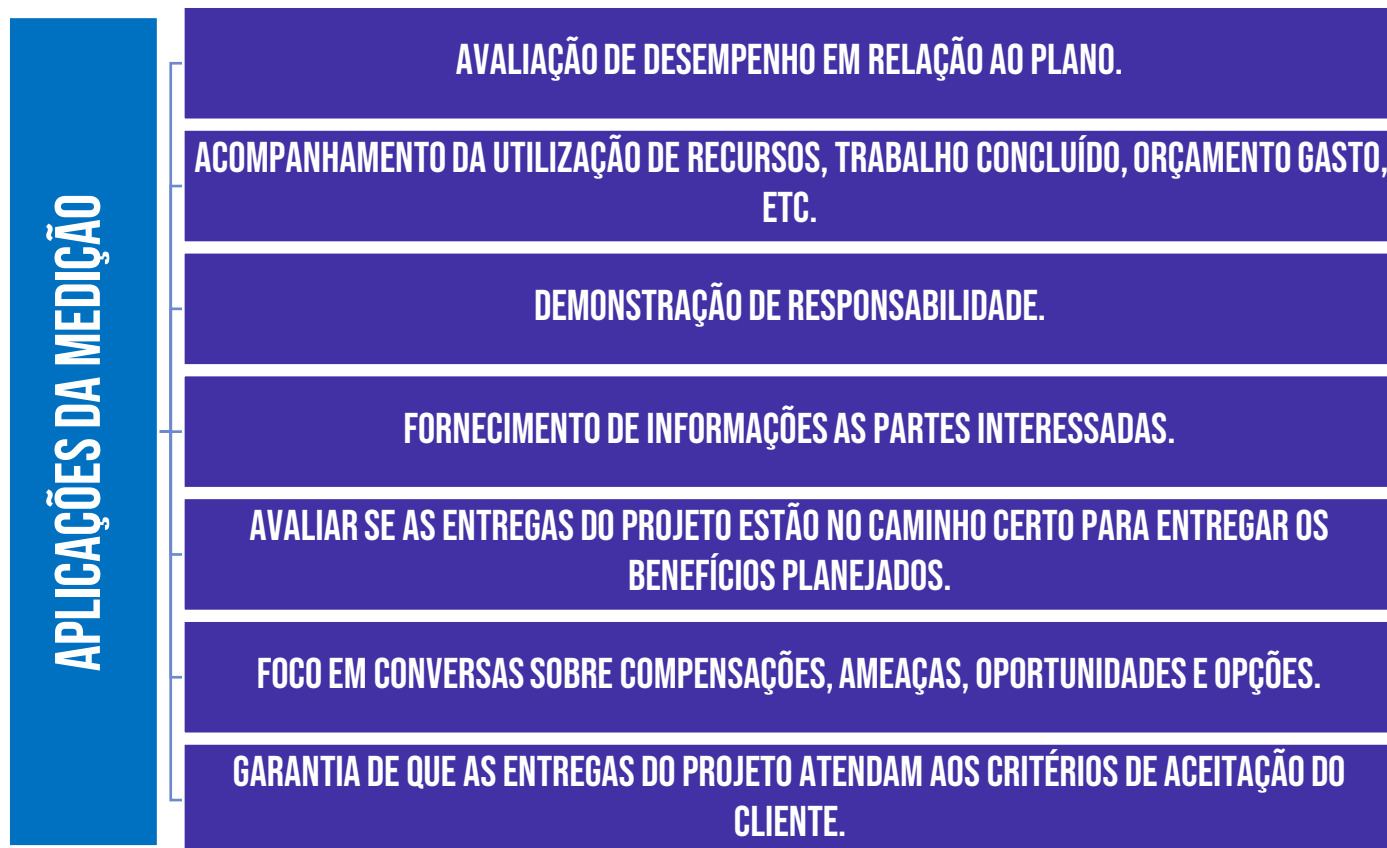 APLICAÇÕES DA MEDIÇÃO
AVALIAÇÃO DE DESEMPENHO EM RELAÇÃO AO PLANO.
ACOMPANHAMENTO DA UTILIZAÇÃO DE RECURSOS, TRABALHO CONCLUÍDO, ORÇAMENTO GASTO,
ETC.
DEMONSTRAÇÃO DE RESPONSABILIDADE.
FORNECIMENTO DE INFORMAÇÕES AS PARTES INTERESSADAS.
AVALIAR SE AS ENTREGAS DO PROJETO ESTÃO NO CAMINHO CERTO PARA ENTREGAR OS
BENEFÍCIOS PLANEJADOS.
FOCO EM CONVERSAS SOBRE COMPENSAÇÕES, AMEAÇAS, OPORTUNIDADES E OPÇÕES.
GARANTIA DE QUE AS ENTREGAS DO PROJETO ATENDAM AOS CRITÉRIOS DE ACEITAÇÃO DO
CLIENTE.